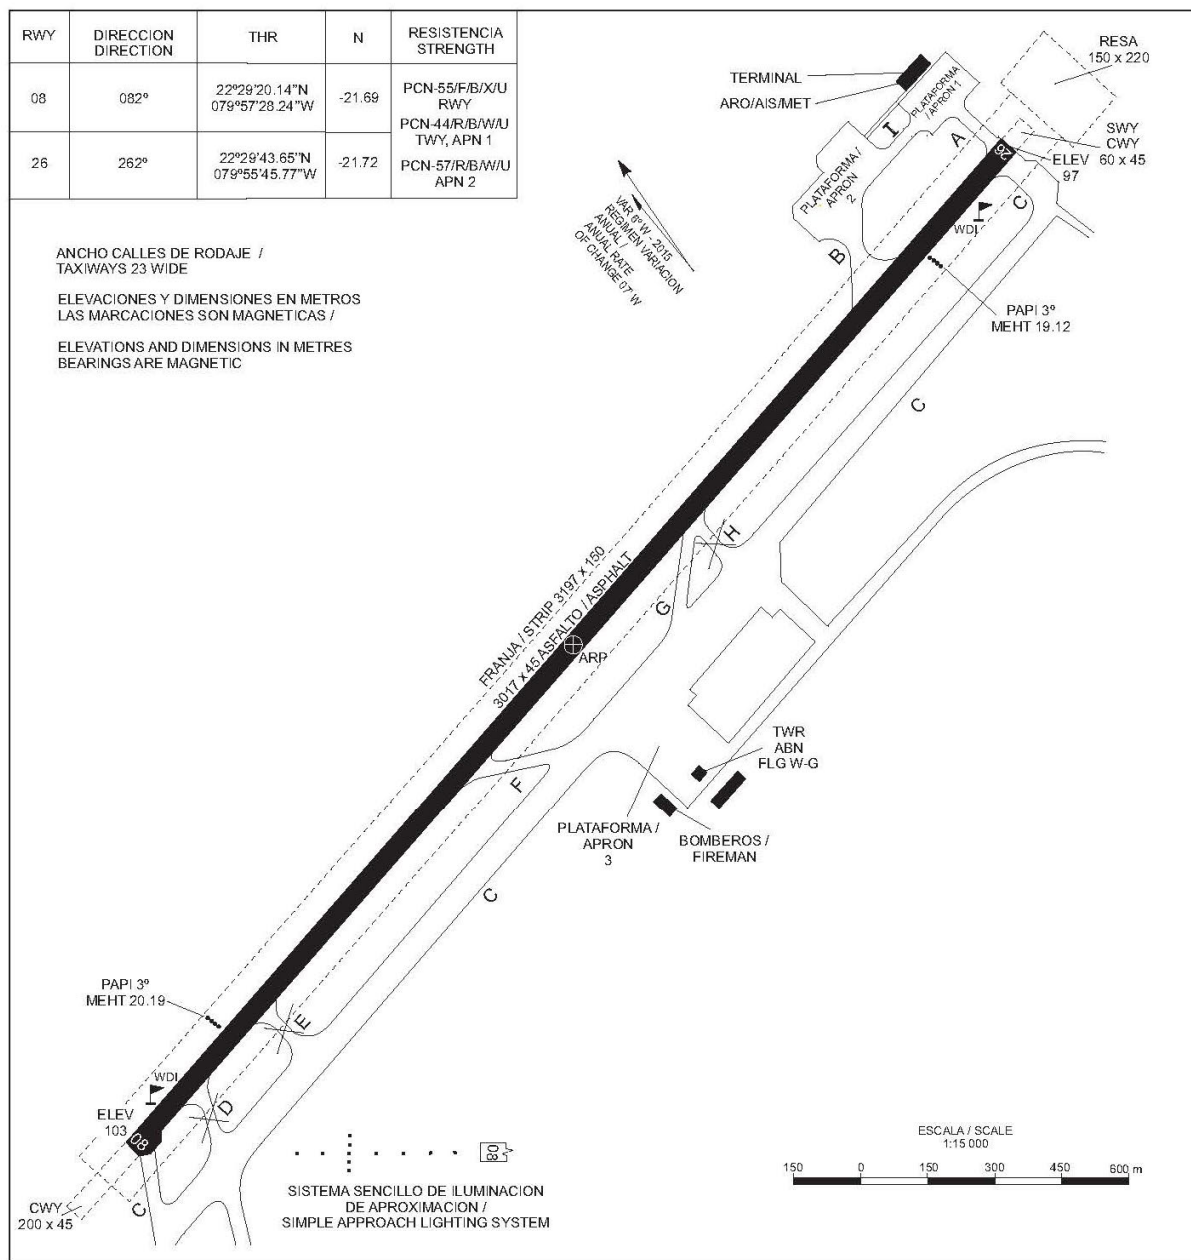 RWY DIRECCION DIRECTION THR N RESISTENCIA STRENGTH
08 082º 22º29'20.14"N 079º57'28.24"W -21.69 PCN-55/F/B/X/U RWY
PCN-44/R/B/W/U TWY, APN 1
26 262º 22º29'43.65"N 079º55'45.77"W -21.72 PCN-57/R/B/W/U APN 2
ANCHO CALLES DE RODAJE /
TAXIWAYS 23 WIDE
ELEVACIONES Y DIMENSIONES EN METROS
LAS MARCACIONES SON MAGNETICAS /
ELEVATIONS AND DIMENSIONS IN METRES
BEARINGS ARE MAGNETIC
VAR 6º W - 2015
REGIMEN VARIACION
ANUAL /
ANUAL RATE
OF CHANGE 07' W
TERMINAL
ARO/AIS/MET
PLATAFORMA
/ APRON 1
I
PLATAFORMA /
APRON
2
A
B
RESA
150 x 220
SWY
CWY
60 x 45
26
ELEV
97
C
WDI
PAPI 3º
MEHT 19.12
C
H
G
FRANJA / STRIP 3197 x 150
3017 x 45 ASFALTO / ASPHALT
ARP
TWR
ABN
FLG W-G
F
PLATAFORMA /
APRON
3
BOMBEROS /
FIREMAN
C
PAPI 3º
MEHT 20.19
E
WDI
D
ELEV
103
08
C
CWY
200 x 45
08
SISTEMA SENCILLO DE ILUMINACION
DE APROXIMACION /
SIMPLE APPROACH LIGHTING SYSTEM
ESCALA / SCALE
1:15 000
150 0 150 300 450 600 m